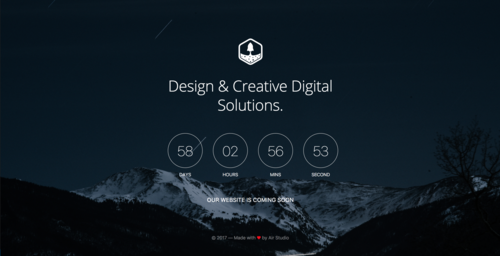 Design & Creative Digital
Solutions.
58 02 56 53
DAYS HOURS MINS SECOND
OUR WEBSITE IS COMING SOON
© 2017 — Made with ❤ by Air Studio